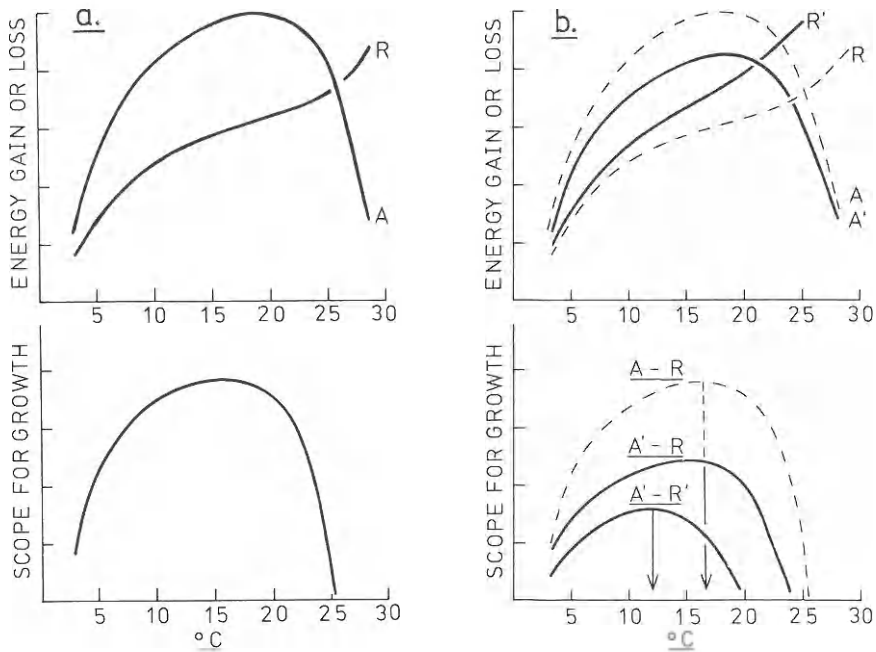 a.
ENERGY GAIN OR LOSS
R
A
5 10 15 20 25 30
SCOPE FOR GROWTH
5 10 15 20 25 30
°C
b.
ENERGY GAIN OR LOSS
R'
R
A
A'
5 10 15 20 25 30
SCOPE FOR GROWTH
A - R
A' - R
A' - R'
5 10 15 20 25 30
°C